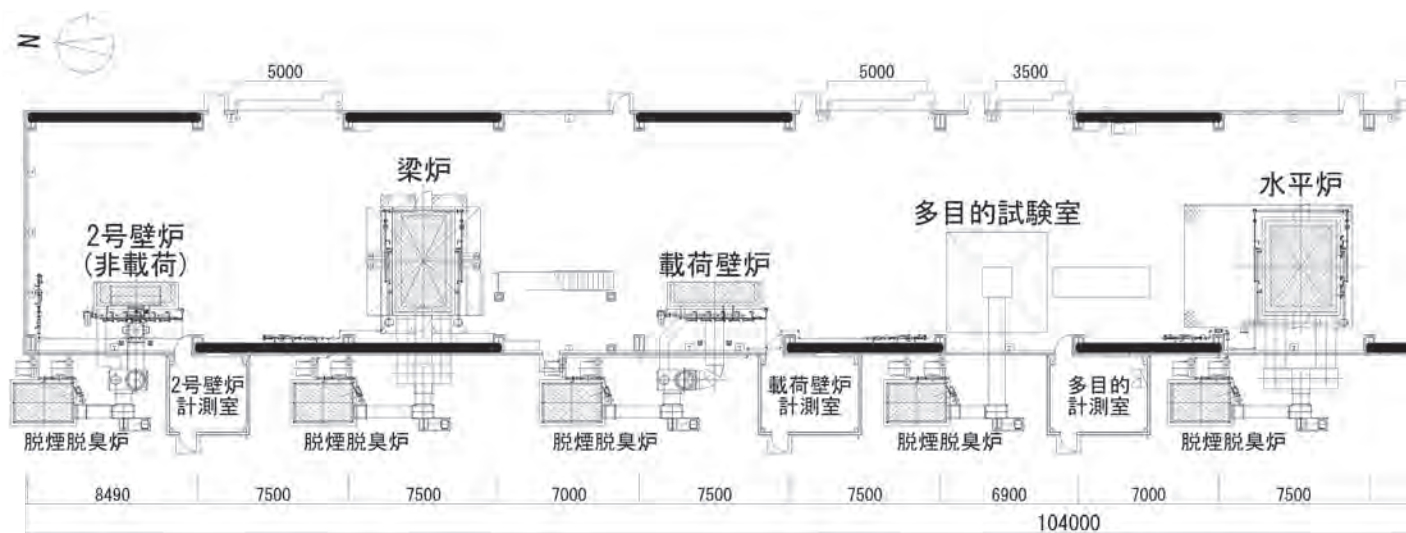 N
5000
5000
3500
梁炉
水平炉
多目的試験室
2号壁炉
(非載荷)
載荷壁炉
2号壁炉
計測室
載荷壁炉
計測室
多目的
計測室
脱煙脱臭炉
脱煙脱臭炉
脱煙脱臭炉
脱煙脱臭炉
脱煙脱臭炉
8490
7500
7500
7000
7500
7500
6900
7000
7500
104000